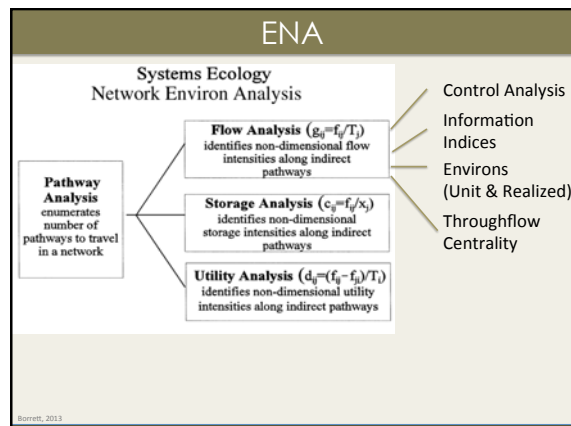 ENA
Systems Ecology
Network Environ Analysis
Pathway
Analysis
enumerates
number of
pathways to travel
in a network
Flow Analysis (gij=fij/Tj)
identifies non-dimensional flow
intensities along indirect
pathways
Storage Analysis (cij=fij/xj)
identifies non-dimensional
storage intensities along indirect
pathways
Utility Analysis (dij=(fij-fji)/Ti)
identifies non-dimensional utility
intensities along indirect pathways
Control Analysis
Information
Indices
Environs
(Unit & Realized)
Throughflow
Centrality
Borrett, 2013